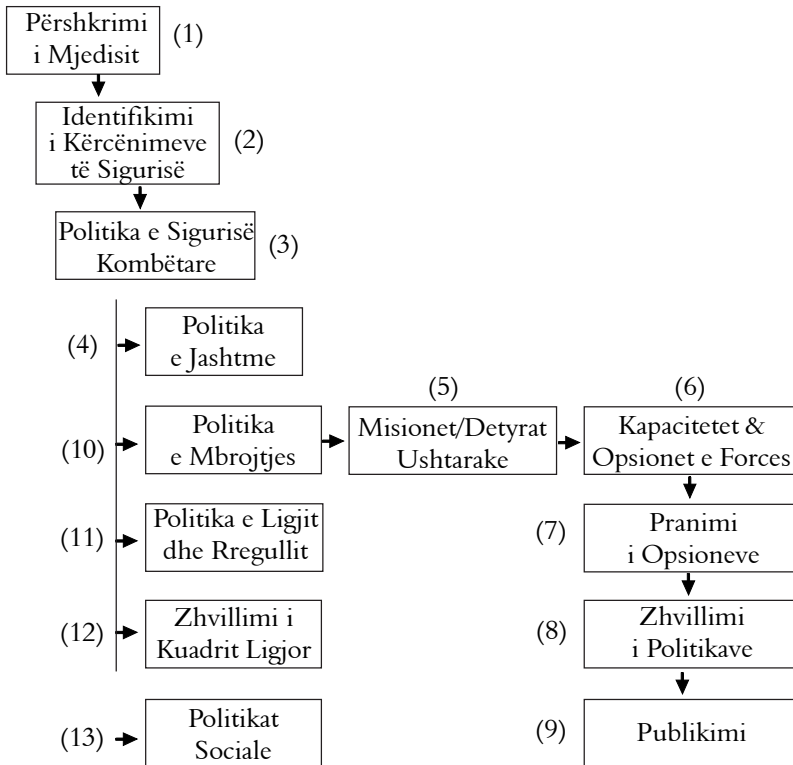 Përshkrimi
i Mjedisit
(1)
Identifikimi
i Kërcënimeve
të Sigurisë
(2)
Politika e Sigurisë
Kombëtare
(3)
(4)
Politika
e Jashtme
(10)
Politika
e Mbrojtjes
(5)
Misionet/Detyrat
Ushtarake
(6)
Kapacitetet &
Opsionet e Forces
(11)
Politika e Ligjit
dhe Rregullit
(7)
Pranimi
i Opsioneve
(12)
Zhvillimi i
Kuadrit Ligjor
(8)
Zhvillimi
i Politikave
(13)
Politikat
Sociale
(9)
Publikimi